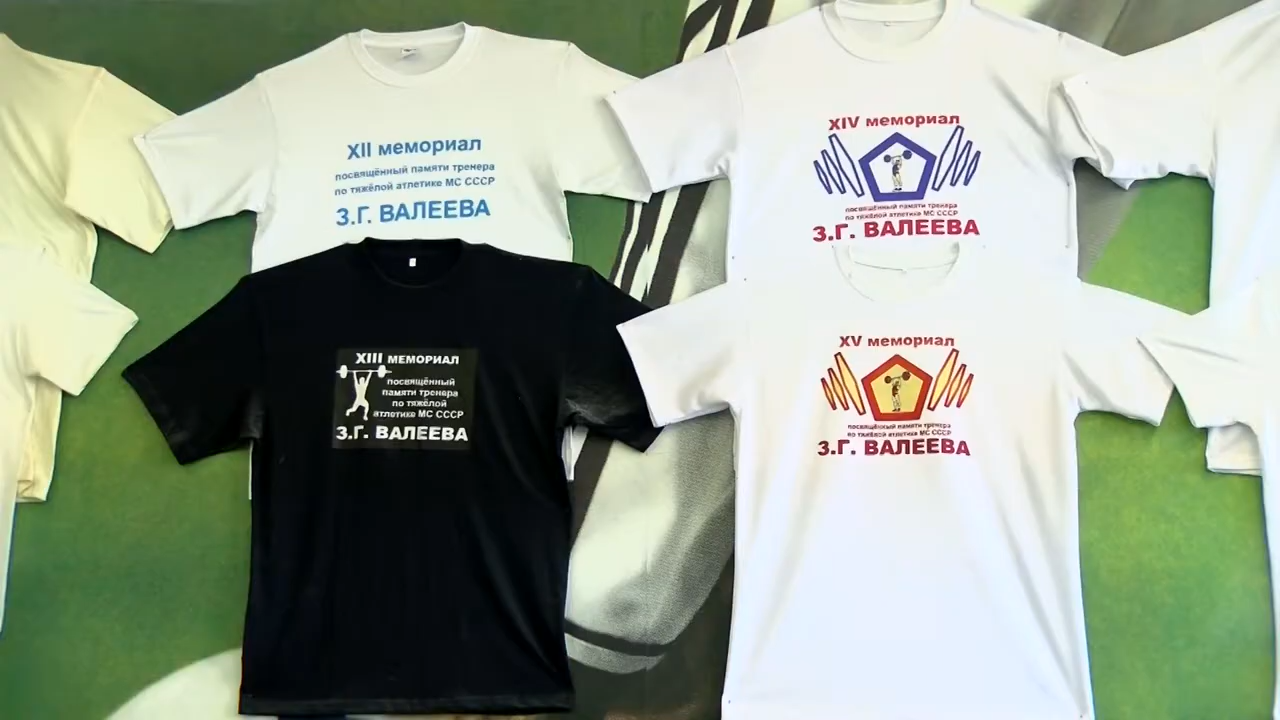 XII мемориал
посвящённый памяти тренера
по тяжёлой атлетике МС СССР
З.Г. ВАЛЕЕВА
XIV мемориал
посвящённый памяти тренера
по тяжёлой атлетике МС СССР
З.Г. ВАЛЕЕВА
XIII МЕМОРИАЛ
посвящённый
памяти тренера
по тяжёлой
атлетике МС СССР
З.Г. ВАЛЕЕВА
XV мемориал
посвящённый памяти тренера
по тяжёлой атлетике МС СССР
З.Г. ВАЛЕЕВА